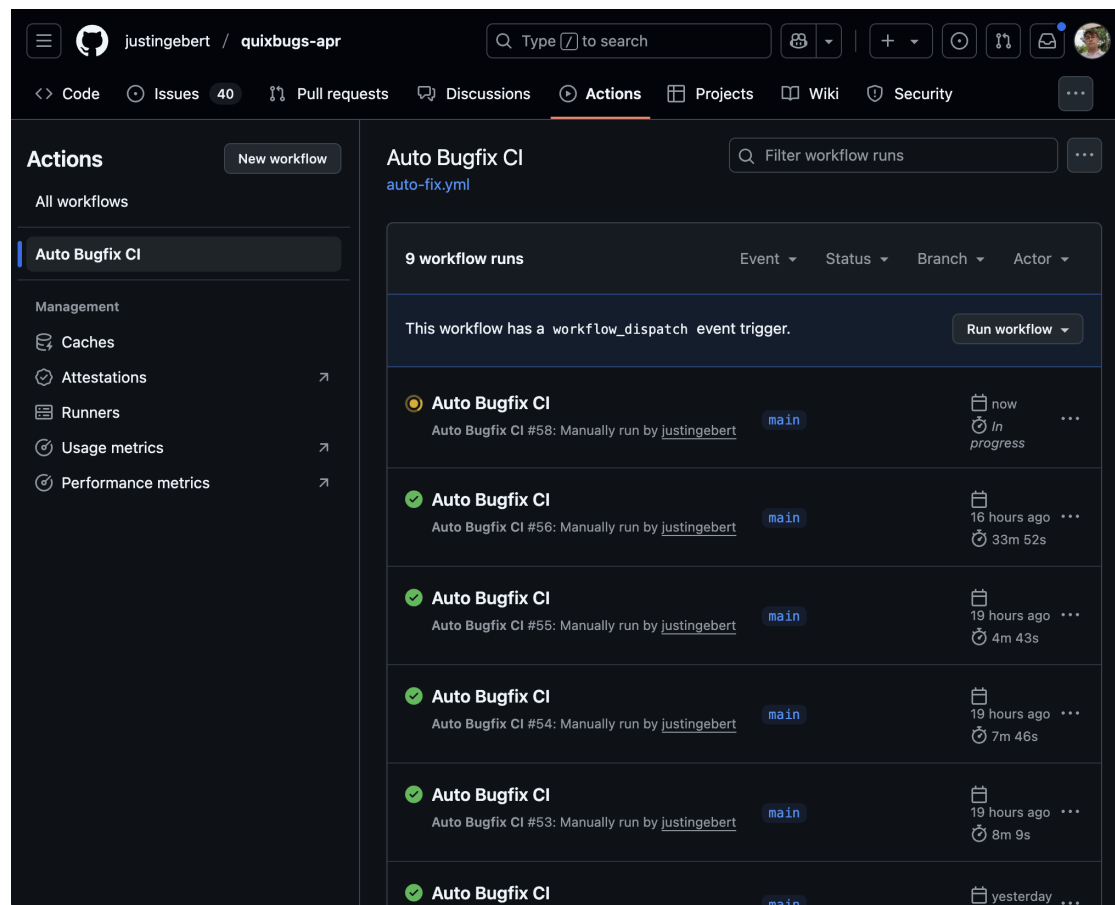 justingebert / quixbugs-apr
Type / to search
Code
Issues 40
Pull requests
Discussions
Actions
Projects
Wiki
Security
Actions
New workflow
All workflows
Auto Bugfix CI
Management
Caches
Attestations
Runners
Usage metrics
Performance metrics
Auto Bugfix CI
auto-fix.yml
Filter workflow runs
9 workflow runs
Event
Status
Branch
Actor
This workflow has a workflow_dispatch event trigger.
Run workflow
Auto Bugfix CI
Auto Bugfix CI #58: Manually run by justingebert
main
now
In
progress
Auto Bugfix CI
Auto Bugfix CI #56: Manually run by justingebert
main
16 hours ago
33m 52s
Auto Bugfix CI
Auto Bugfix CI #55: Manually run by justingebert
main
19 hours ago
4m 43s
Auto Bugfix CI
Auto Bugfix CI #54: Manually run by justingebert
main
19 hours ago
7m 46s
Auto Bugfix CI
Auto Bugfix CI #53: Manually run by justingebert
main
19 hours ago
8m 9s
Auto Bugfix CI
main
yesterday